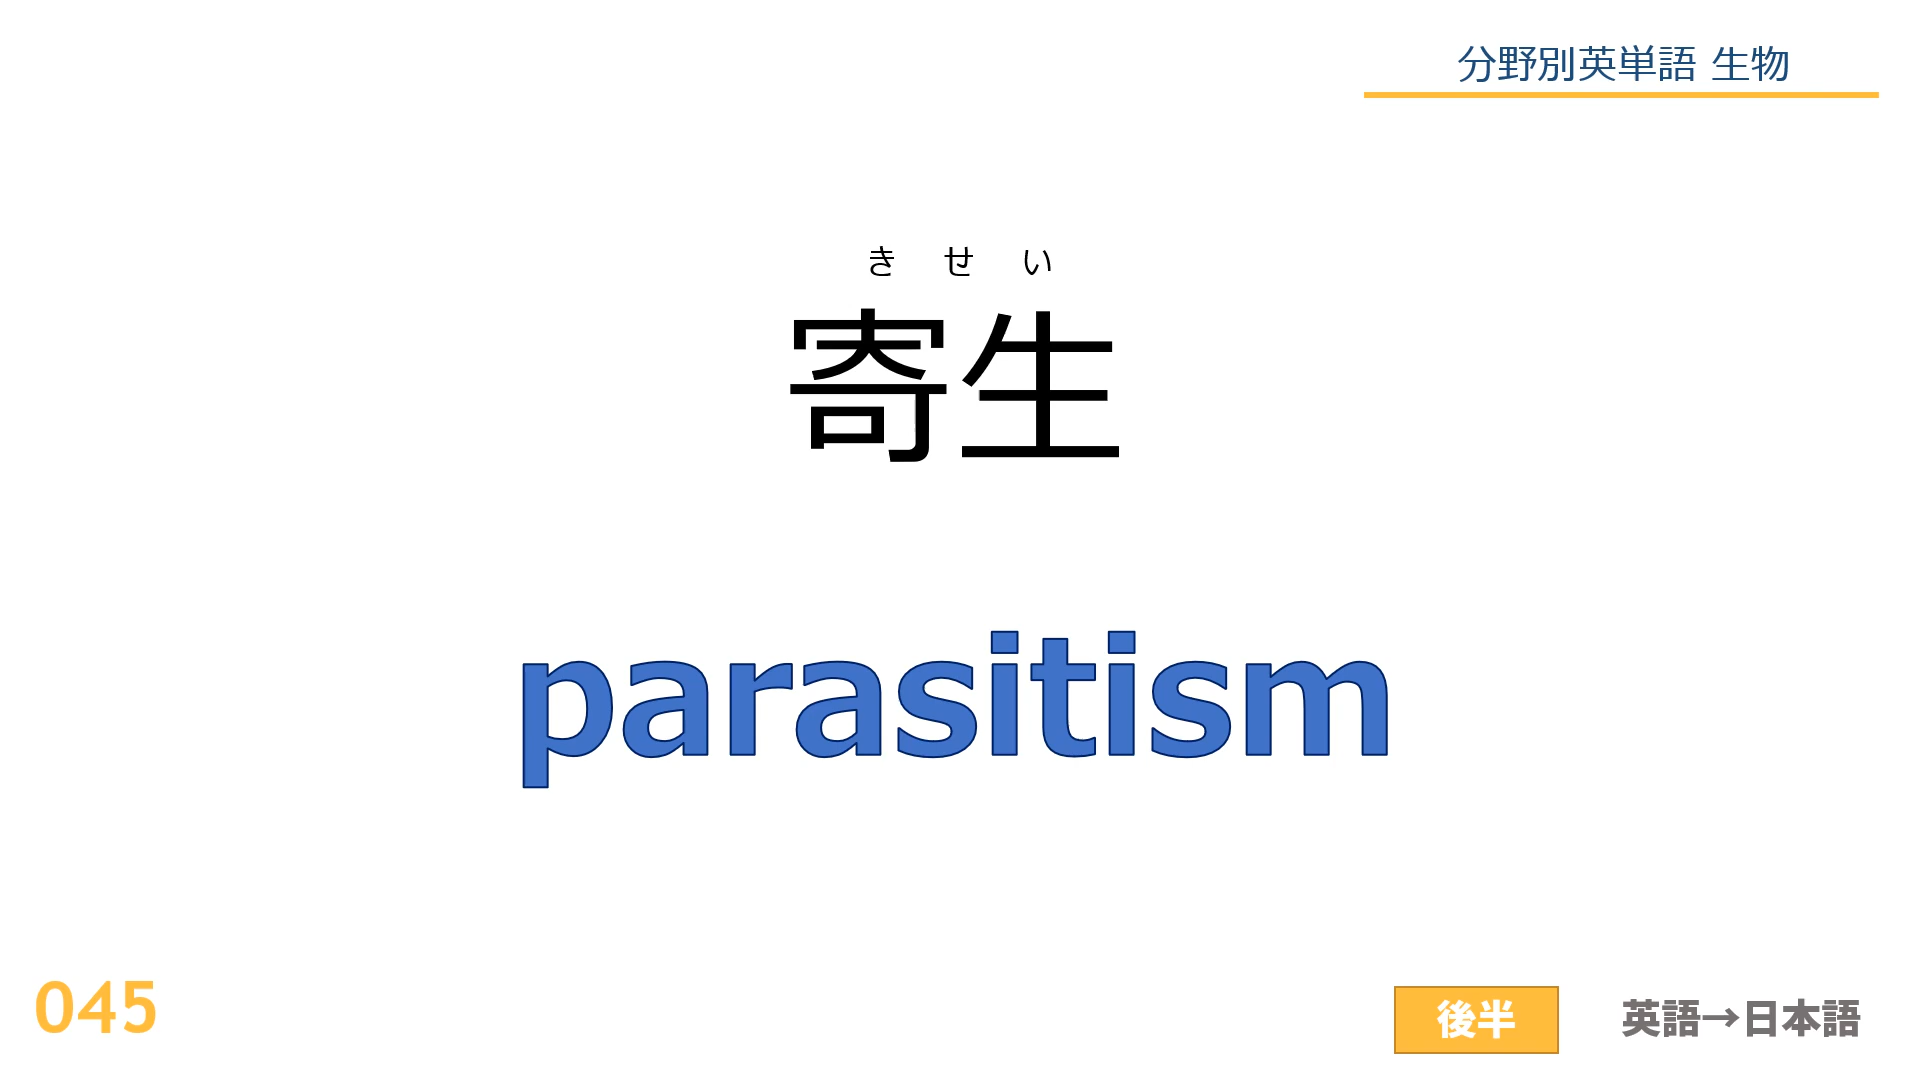 分野別英単語 生物
きせい
寄生
parasitism
045
後半
英語→日本語